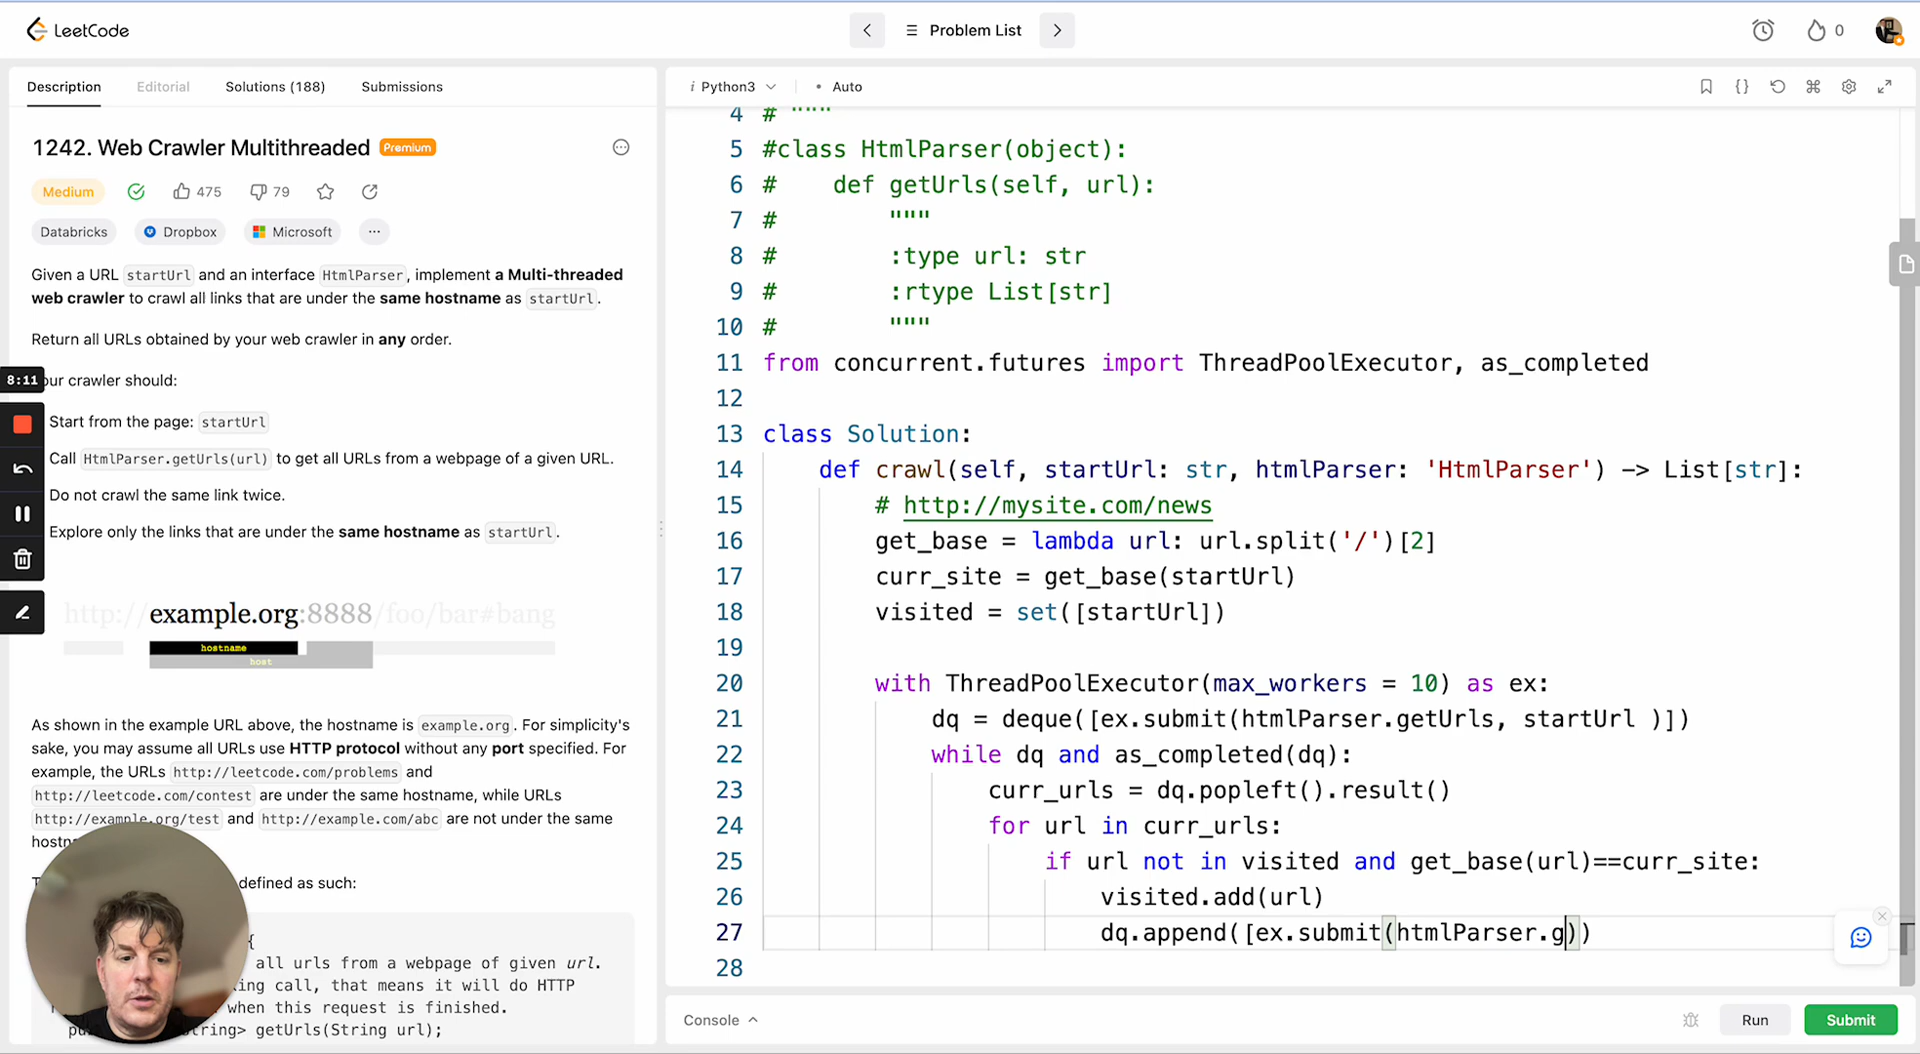 LeetCode
Problem List
0
Description
Editorial
Solutions (188)
Submissions
1242. Web Crawler Multithreaded Premium
Medium
475
79
Databricks
Dropbox
Microsoft
...
Given a URL startUrl and an interface HtmlParser, implement a Multi-threaded
web crawler to crawl all links that are under the same hostname as startUrl.
Return all URLs obtained by your web crawler in any order.
8:11
our crawler should:
Start from the page: startUrl
Call HtmlParser.getUrls(url) to get all URLs from a webpage of a given URL.
Do not crawl the same link twice.
Explore only the links that are under the same hostname as startUrl.
http://example.org:8888/foo/bar#bang
hostname
host
As shown in the example URL above, the hostname is example.org. For simplicity's
sake, you may assume all URLs use HTTP protocol without any port specified. For
example, the URLs http://leetcode.com/problems and
http://leetcode.com/contest are under the same hostname, while URLs
http://example.org/test and http://example.com/abc are not under the same
hostn
T defined as such:
{
all urls from a webpage of given url.
ing call, that means it will do HTTP
when this request is finished.
pu tring> getUrls(String url);
i Python3
• Auto
4 # """
5 #class HtmlParser(object):
6 # def getUrls(self, url):
7 # """
8 # :type url: str
9 # :rtype List[str]
10 # """
11 from concurrent.futures import ThreadPoolExecutor, as_completed
12
13 class Solution:
14 def crawl(self, startUrl: str, htmlParser: 'HtmlParser') -> List[str]:
15 # http://mysite.com/news
16 get_base = lambda url: url.split('/')[2]
17 curr_site = get_base(startUrl)
18 visited = set([startUrl])
19
20 with ThreadPoolExecutor(max_workers = 10) as ex:
21 dq = deque([ex.submit(htmlParser.getUrls, startUrl )])
22 while dq and as_completed(dq):
23 curr_urls = dq.popleft().result()
24 for url in curr_urls:
25 if url not in visited and get_base(url)==curr_site:
26 visited.add(url)
27 dq.append([ex.submit(htmlParser.g))
28
Console
Run
Submit